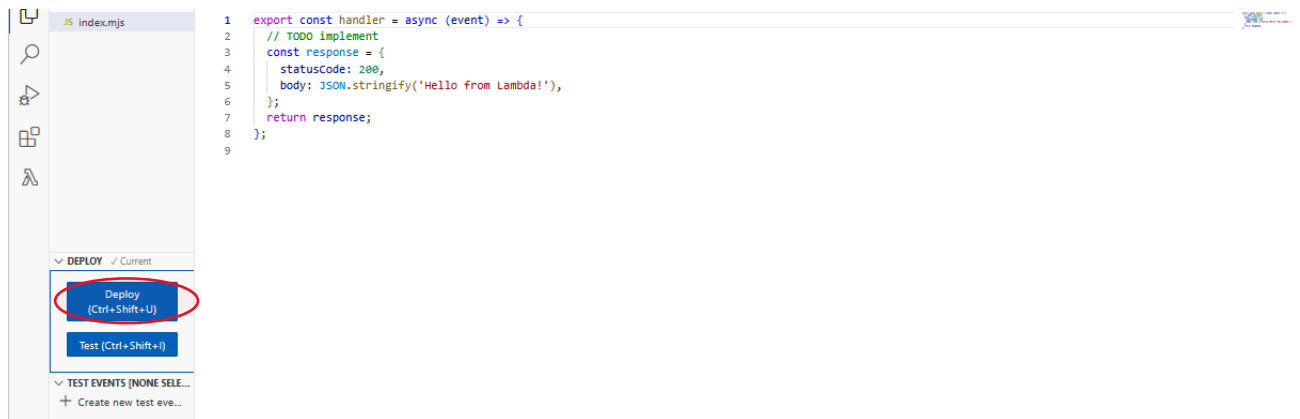 JS index.mjs
1 export const handler = async (event) => {
2 // TODO implement
3 const response = {
4 statusCode: 200,
5 body: JSON.stringify('Hello from Lambda!'),
6 };
7 return response;
8 };
9
DEPLOY ✓ Current
Deploy
(Ctrl+Shift+U)
Test (Ctrl+Shift+I)
TEST EVENTS [NONE SELE...
+ Create new test eve...